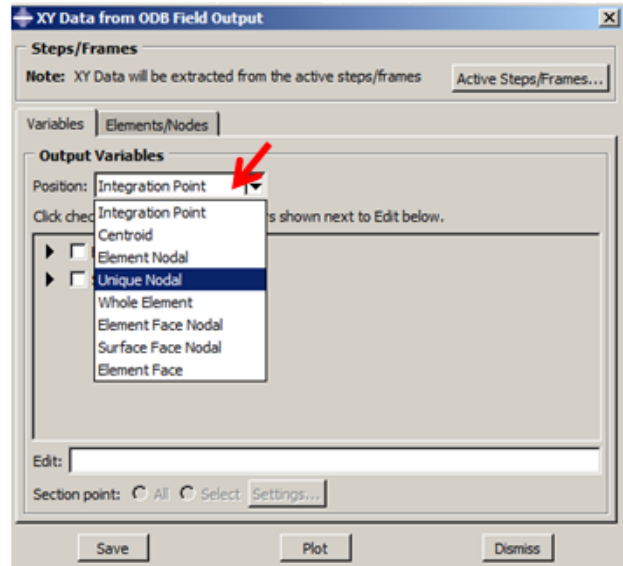 XY Data from ODB Field Output
Steps/Frames
Note: XY Data will be extracted from the active steps/frames
Active Steps/Frames...
Variables
Elements/Nodes
Output Variables
Position: Integration Point
Click s shown next to Edit below.
Integration Point
Centroid
Element Nodal
Unique Nodal
Whole Element
Element Face Nodal
Surface Face Nodal
Element Face
Edit:
Section point: All Select Settings...
Save Plot Dismiss